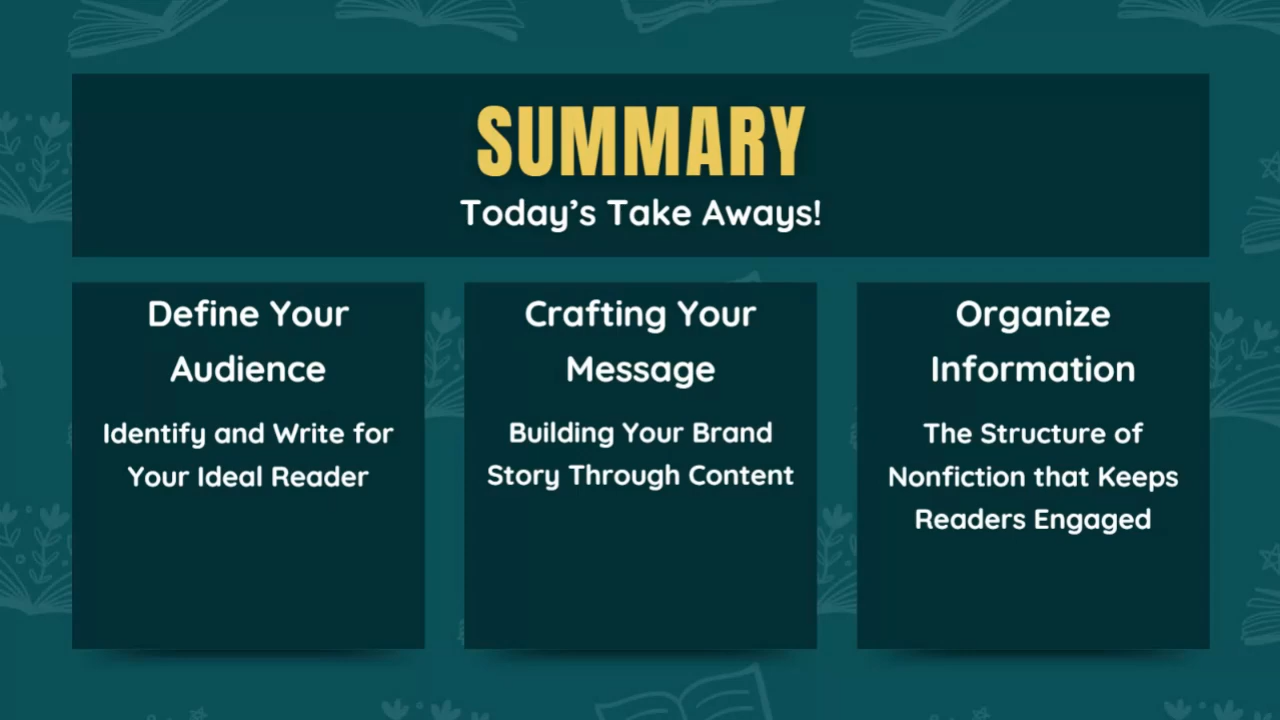 SUMMARY
Today’s Take Aways!
Define Your
Audience
Identify and Write for
Your Ideal Reader
Crafting Your
Message
Building Your Brand
Story Through Content
Organize
Information
The Structure of
Nonfiction that Keeps
Readers Engaged